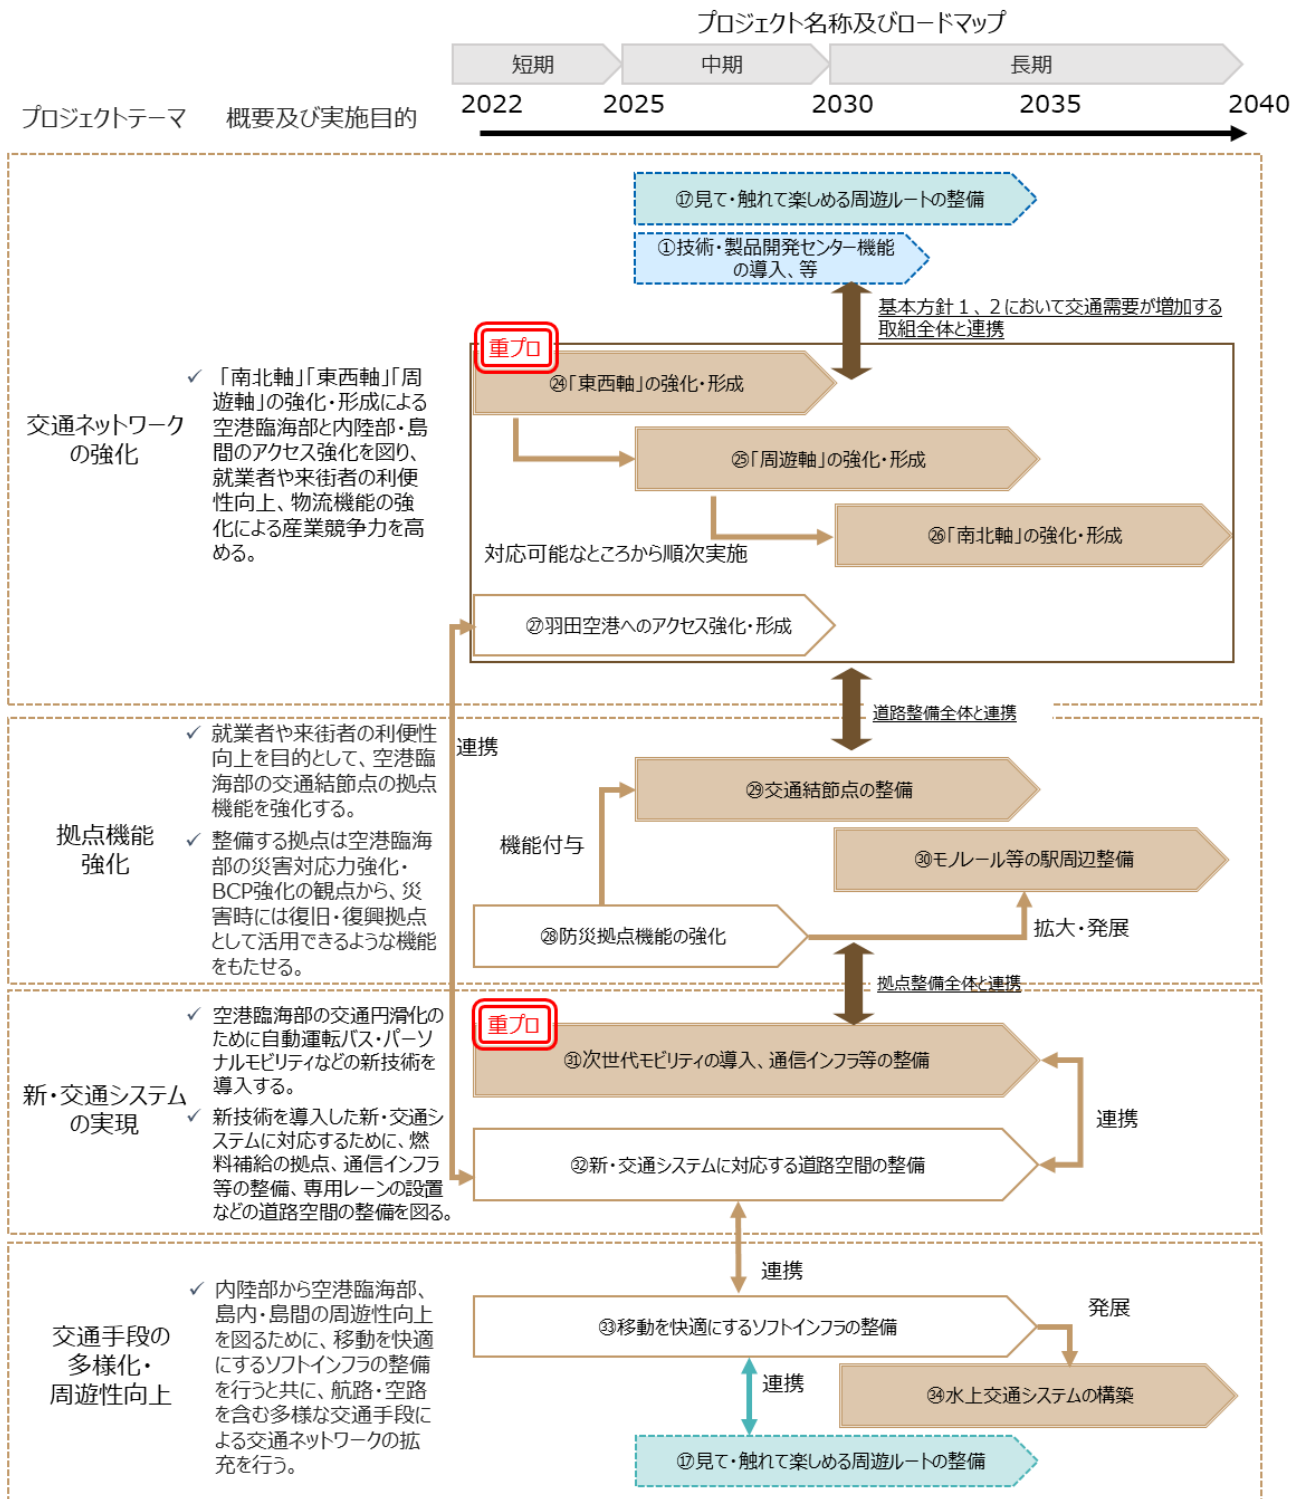 プロジェクト名称及びロードマップ
短期
中期
長期
2022
2025
2030
2035
2040
プロジェクトテーマ
概要及び実施目的
⑰見て・触れて楽しめる周遊ルートの整備
①技術・製品開発センター機能
の導入、等
基本方針１、２において交通需要が増加する
取組全体と連携
交通ネットワーク
の強化
✓ 「南北軸」「東西軸」「周
遊軸」の強化・形成による
空港臨海部と内陸部・島
間のアクセス強化を図り、
就業者や来街者の利便
性向上、物流機能の強
化による産業競争力を高
める。
重プロ
㉔「東西軸」の強化・形成
㉕「周遊軸」の強化・形成
㉖「南北軸」の強化・形成
対応可能なところから順次実施
㉗羽田空港へのアクセス強化・形成
道路整備全体と連携
連携
拠点機能
強化
✓ 就業者や来街者の利便性
向上を目的として、空港臨
海部の交通結節点の拠点
機能を強化する。
✓ 整備する拠点は空港臨海
部の災害対応力強化・
BCP強化の観点から、災
害時には復旧・復興拠点
として活用できるような機能
をもたせる。
㉙交通結節点の整備
機能付与
㉚モノレール等の駅周辺整備
㉘防災拠点機能の強化
拡大・発展
拠点整備全体と連携
新・交通システム
の実現
✓ 空港臨海部の交通円滑化の
ために自動運転バス・パーソ
ナルモビリティなどの新技術を
導入する。
✓ 新技術を導入した新・交通シ
ステムに対応するために、燃
料補給の拠点、通信インフラ
等の整備、専用レーンの設置
などの道路空間の整備を図る。
重プロ
㉛次世代モビリティの導入、通信インフラ等の整備
連携
㉜新・交通システムに対応する道路空間の整備
連携
交通手段の
多様化・
周遊性向上
✓ 内陸部から空港臨海部、
島内・島間の周遊性向上
を図るために、移動を快適
にするソフトインフラの整備
を行うと共に、航路・空路
を含む多様な交通手段に
よる交通ネットワークの拡
充を行う。
㉝移動を快適にするソフトインフラの整備
発展
連携
㉞水上交通システムの構築
⑰見て・触れて楽しめる周遊ルートの整備